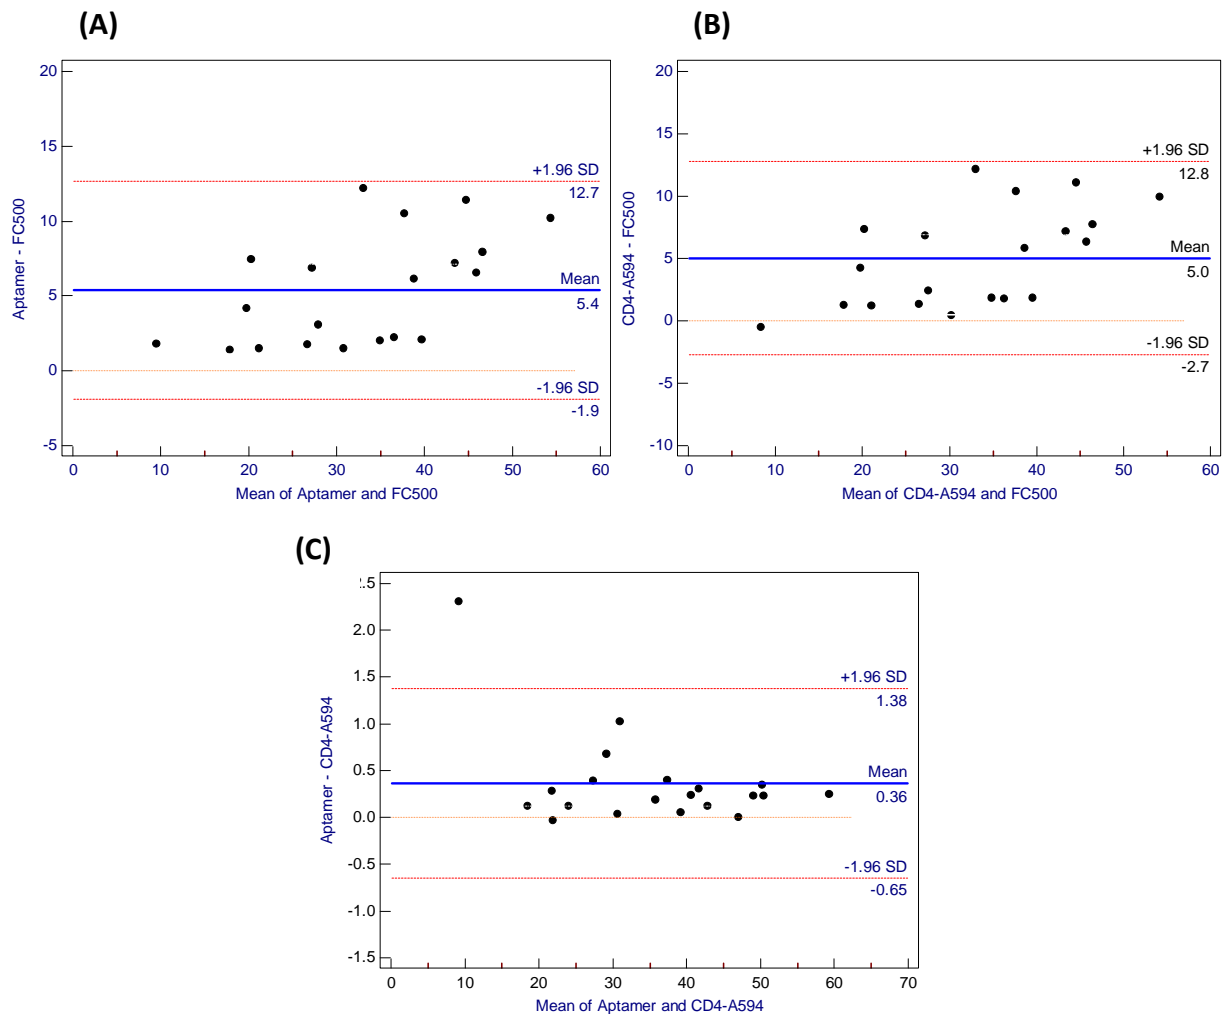 (A)
20
15
10
5
0
-5
Aptamer - FC500
+1.96 SD
12.7
Mean
5.4
-1.96 SD
-1.9
0 10 20 30 40 50 60
Mean of Aptamer and FC500
(B)
20
15
10
5
0
-5
-10
CD4-A594 - FC500
+1.96 SD
12.8
Mean
5.0
-1.96 SD
-2.7
0 10 20 30 40 50 60
Mean of CD4-A594 and FC500
(C)
.5
2.0
1.5
1.0
0.5
0.0
-0.5
-1.0
-1.5
Aptamer - CD4-A594
+1.96 SD
1.38
Mean
0.36
-1.96 SD
-0.65
0 10 20 30 40 50 60 70
Mean of Aptamer and CD4-A594